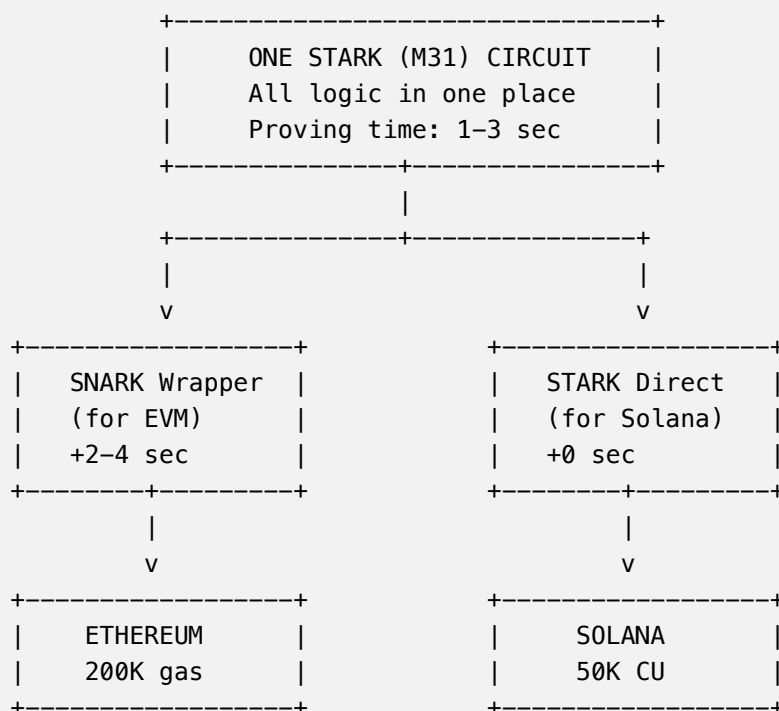 ONE STARK (M31) CIRCUIT
All logic in one place
Proving time: 1-3 sec
SNARK Wrapper STARK Direct
(for EVM) (for Solana)
+2-4 sec +0 sec
ETHEREUM SOLANA
200K gas 50K CU